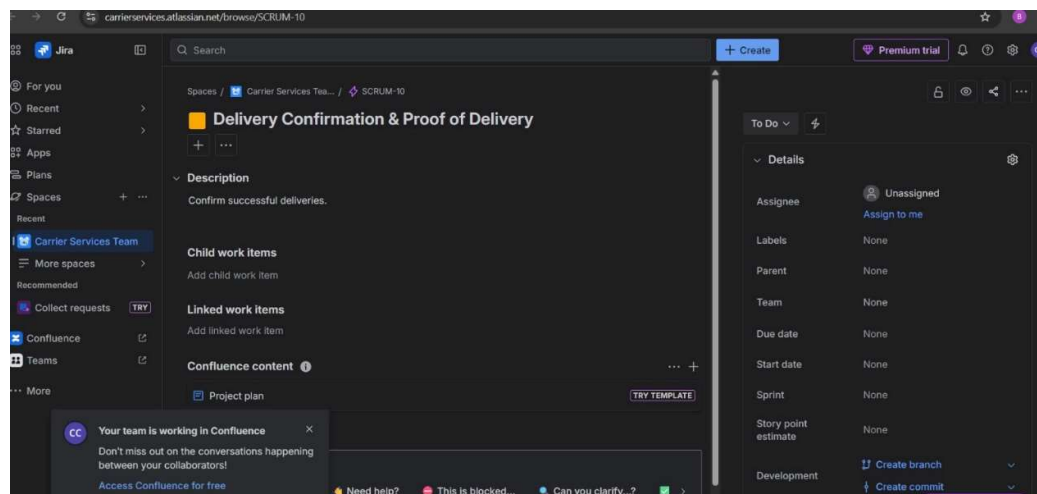 carrierservices.atlassian.net/browse/SCRUM-10
Jira
Search
+ Create
Premium trial
For you
Recent
Starred
Apps
Plans
Spaces
Recent
Carrier Services Team
More spaces
Recommended
Collect requests TRY
Confluence
Teams
More
Spaces / Carrier Services Tea... / SCRUM-10
Delivery Confirmation & Proof of Delivery
Description
Confirm successful deliveries.
Child work items
Add child work item
Linked work items
Add linked work item
Confluence content
Project plan TRY TEMPLATE
CC
Your team is working in Confluence
Don't miss out on the conversations happening
between your collaborators!
Access Confluence for free
Need help? This is blocked... Can you clarify...?
To Do
Details
Assignee Unassigned
Assign to me
Labels None
Parent None
Team None
Due date None
Start date None
Sprint None
Story point
estimate None
Development Create branch
Create commit